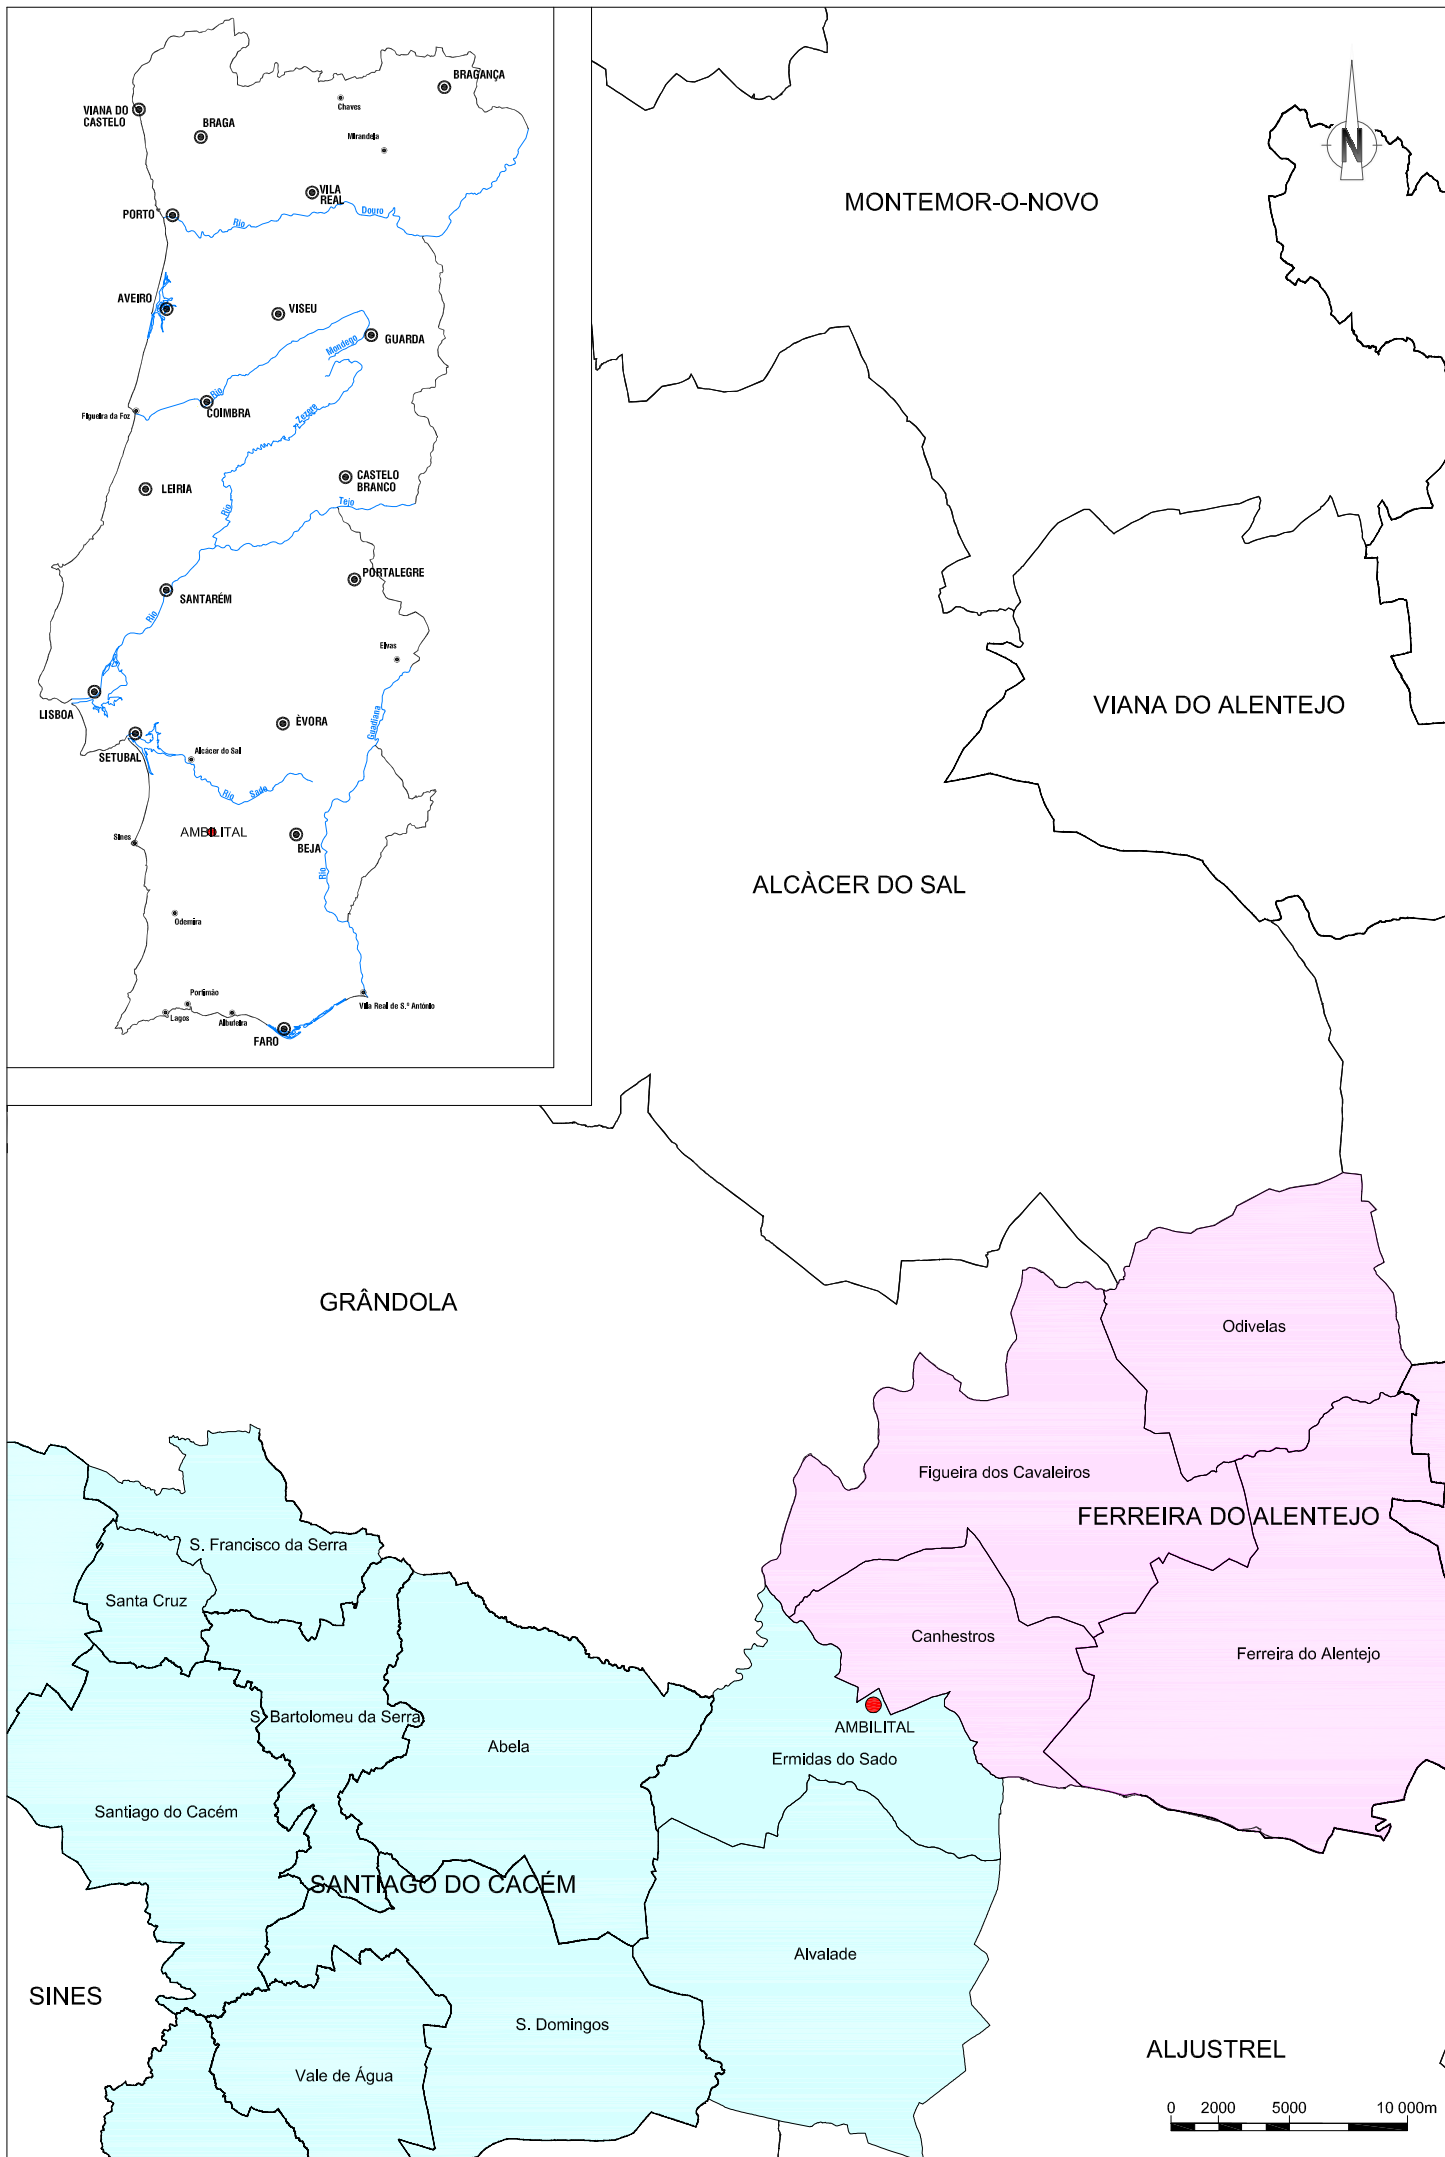 BRAGANÇA
Chaves
VIANA DO
CASTELO
BRAGA
Mirandela
VILA
REAL
PORTO
Rio
Douro
AVEIRO
VISEU
GUARDA
Mondego
Rio
Figueira da Foz
COIMBRA
Zezere
LEIRIA
CASTELO
BRANCO
Rio
Tejo
PORTALEGRE
SANTARÉM
Rio
Elvas
LISBOA
ÈVORA
Guadiana
SETUBAL
Alcácer do Sal
Rio
Sado
Sines
AMBILITAL
BEJA
Rio
Odemira
Portimão
Lagos
Albufeira
Vila Real de S.º António
FARO
N
MONTEMOR-O-NOVO
VIANA DO ALENTEJO
ALCÀCER DO SAL
GRÂNDOLA
Odivelas
Figueira dos Cavaleiros
FERREIRA DO ALENTEJO
S. Francisco da Serra
Santa Cruz
Canhestros
Ferreira do Alentejo
S. Bartolomeu da Serra
AMBILITAL
Abela
Ermidas do Sado
Santiago do Cacém
SANTIAGO DO CACÉM
Alvalade
SINES
S. Domingos
ALJUSTREL
Vale de Água
0 2000 5000 10 000m